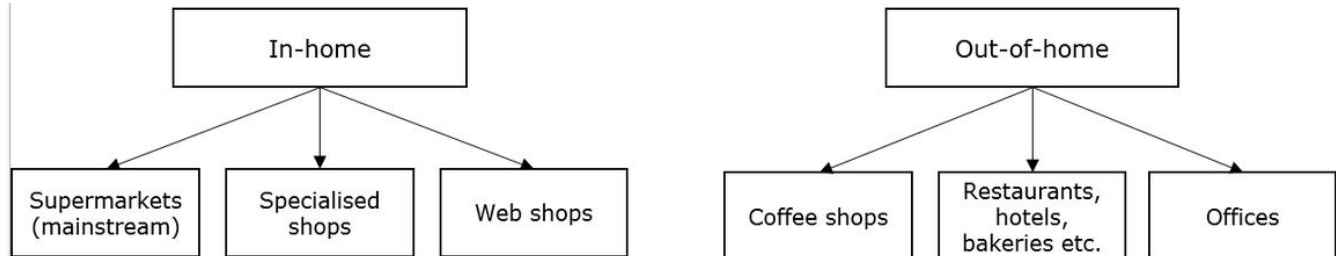 In-home
Out-of-home
Supermarkets
(mainstream)
Specialised
shops
Web shops
Coffee shops
Restaurants,
hotels,
bakeries etc.
Offices